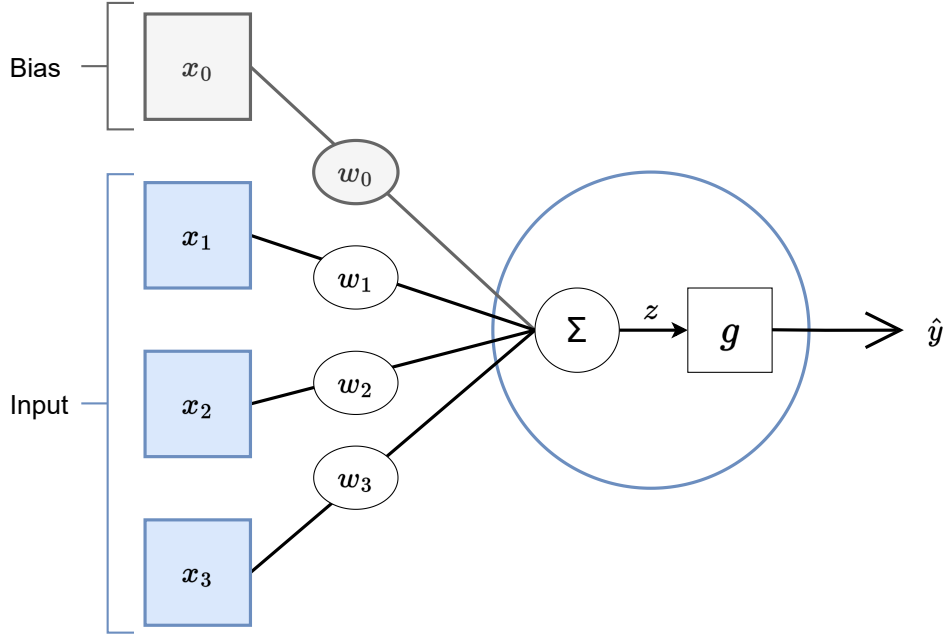 Bias
x₀
w₀
x₁
w₁
Input
x₂
w₂
x₃
w₃
Σ
z
g
ŷ